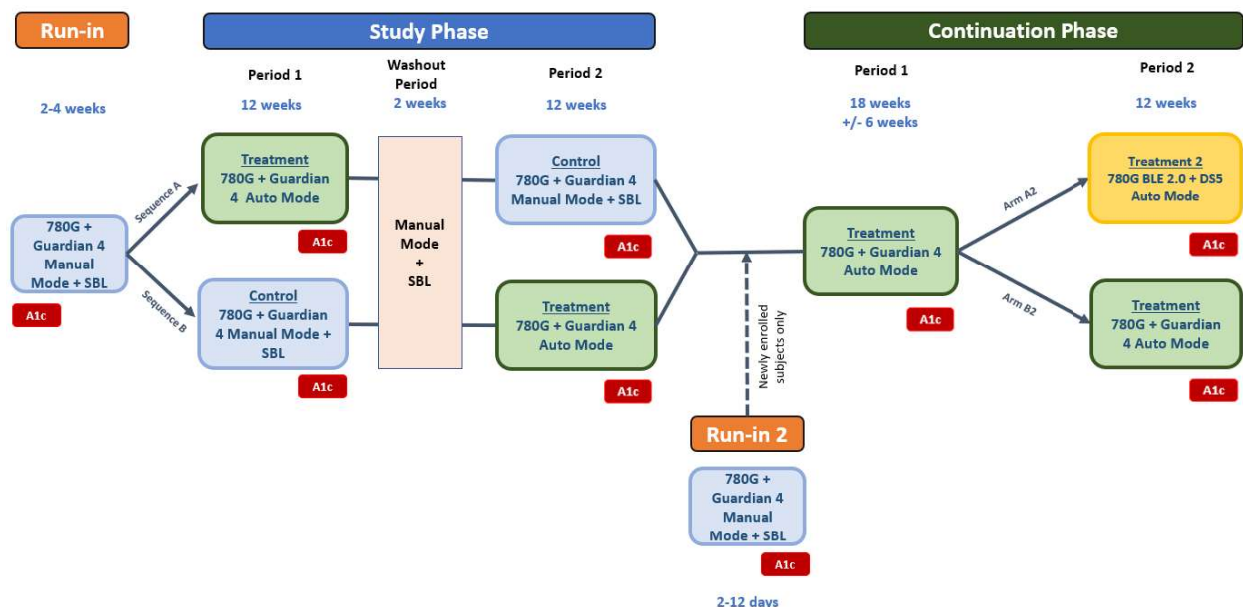 Run-in
Study Phase
Continuation Phase
Period 1
Washout
Period
Period 2
Period 1
Period 2
2-4 weeks
12 weeks
2 weeks
12 weeks
18 weeks
+/- 6 weeks
12 weeks
780G +
Guardian 4
Manual
Mode + SBL
A1c
Sequence A
Sequence B
Treatment
780G + Guardian
4 Auto Mode
A1c
Control
780G + Guardian
4 Manual Mode +
SBL
A1c
Manual
Mode
+
SBL
Control
780G + Guardian 4
Manual Mode + SBL
A1c
Treatment
780G + Guardian 4
Auto Mode
A1c
Newly enrolled
subjects only
Run-in 2
780G +
Guardian 4
Manual
Mode + SBL
A1c
2-12 days
Treatment
780G + Guardian 4
Auto Mode
A1c
Arm A2
Arm B2
Treatment 2
780G BLE 2.0 + DS5
Auto Mode
A1c
Treatment
780G + Guardian
4 Auto Mode
A1c